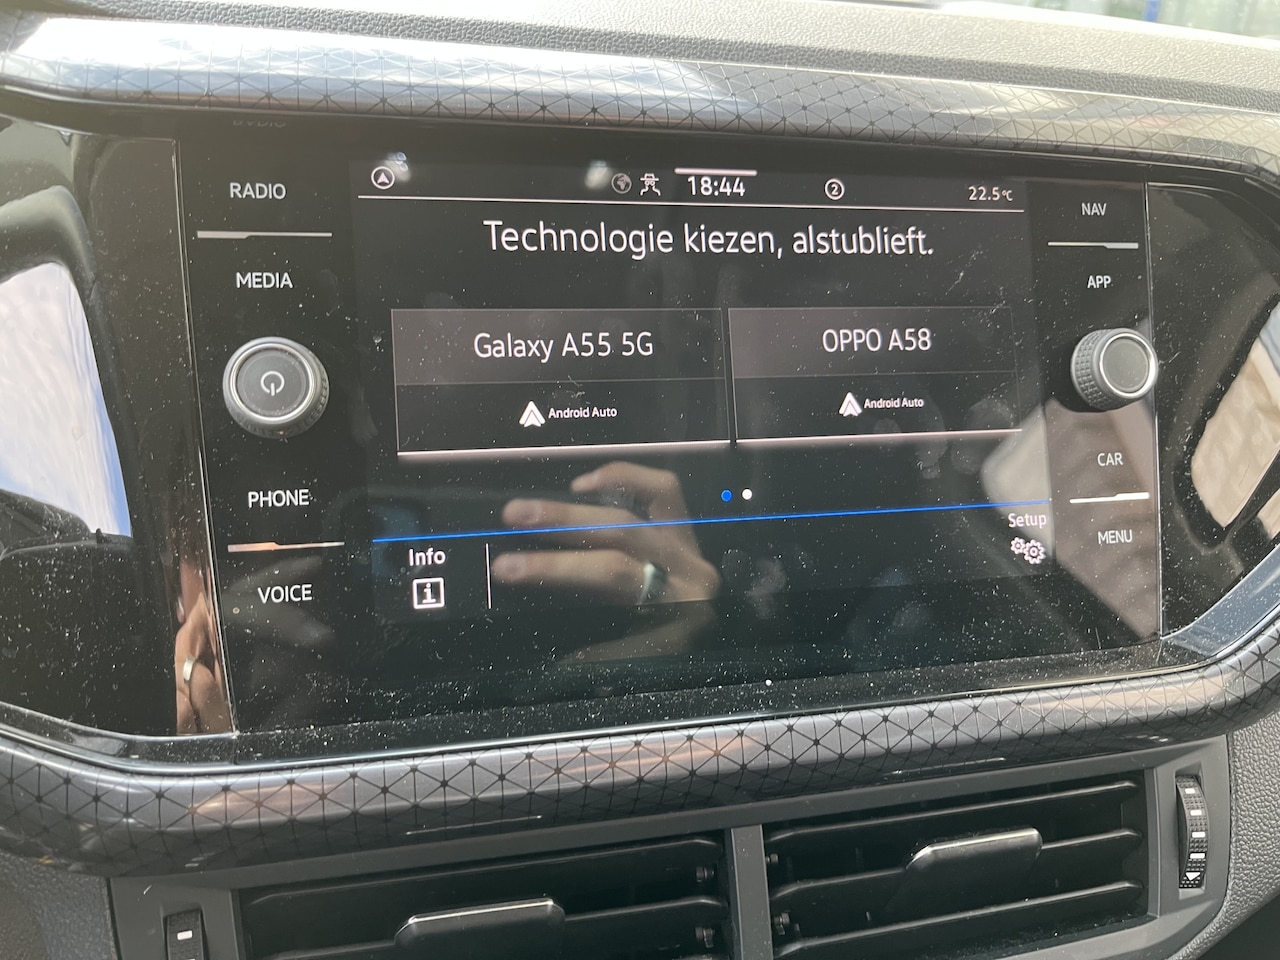 RADIO
MEDIA
PHONE
VOICE
18:44
2
22.5°C
Technologie kiezen, alstublieft.
Galaxy A55 5G
Android Auto
OPPO A58
Android Auto
Info
i
Setup
NAV
APP
CAR
MENU